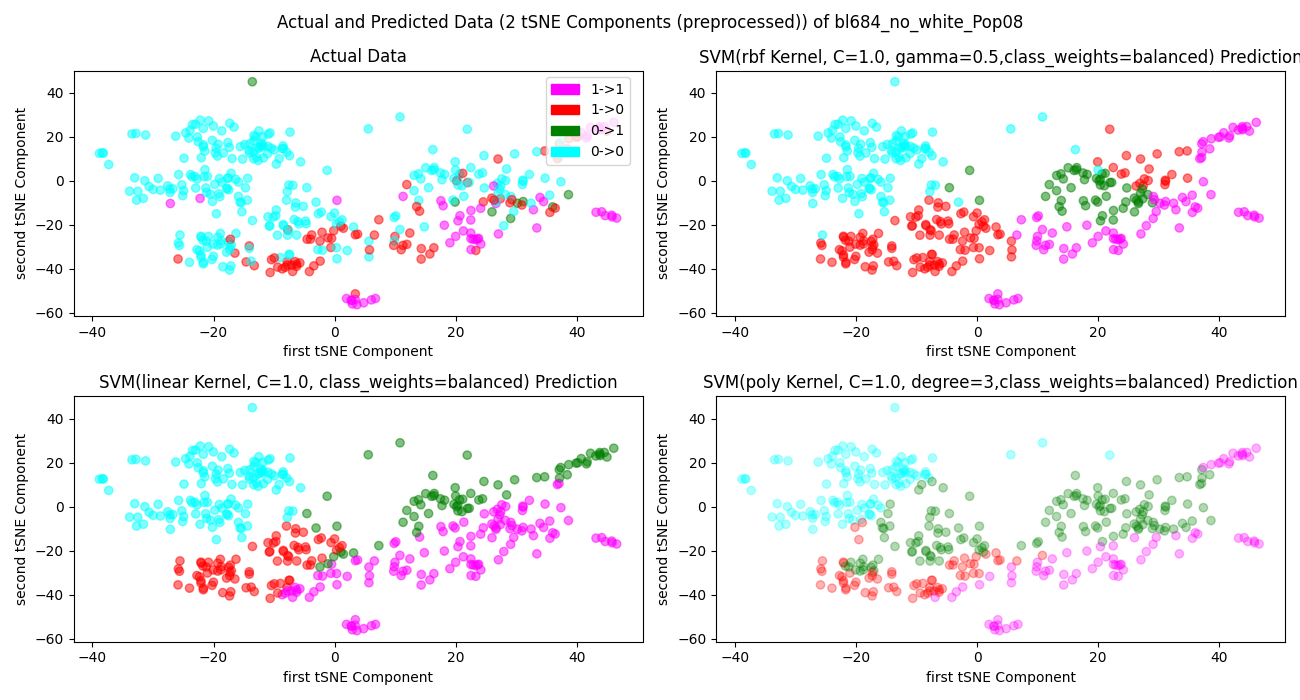 Actual and Predicted Data (2 tSNE Components (preprocessed)) of bl684_no_white_Pop08
Actual Data
40
20
0
−20
−40
−60
second tSNE Component
−40 −20 0 20 40
first tSNE Component
1->1
1->0
0->1
0->0
SVM(rbf Kernel, C=1.0, gamma=0.5,class_weights=balanced) Prediction
40
20
0
−20
−40
−60
second tSNE Component
−40 −20 0 20 40
first tSNE Component
SVM(linear Kernel, C=1.0, class_weights=balanced) Prediction
40
20
0
−20
−40
−60
second tSNE Component
−40 −20 0 20 40
first tSNE Component
SVM(poly Kernel, C=1.0, degree=3,class_weights=balanced) Prediction
40
20
0
−20
−40
−60
second tSNE Component
−40 −20 0 20 40
first tSNE Component